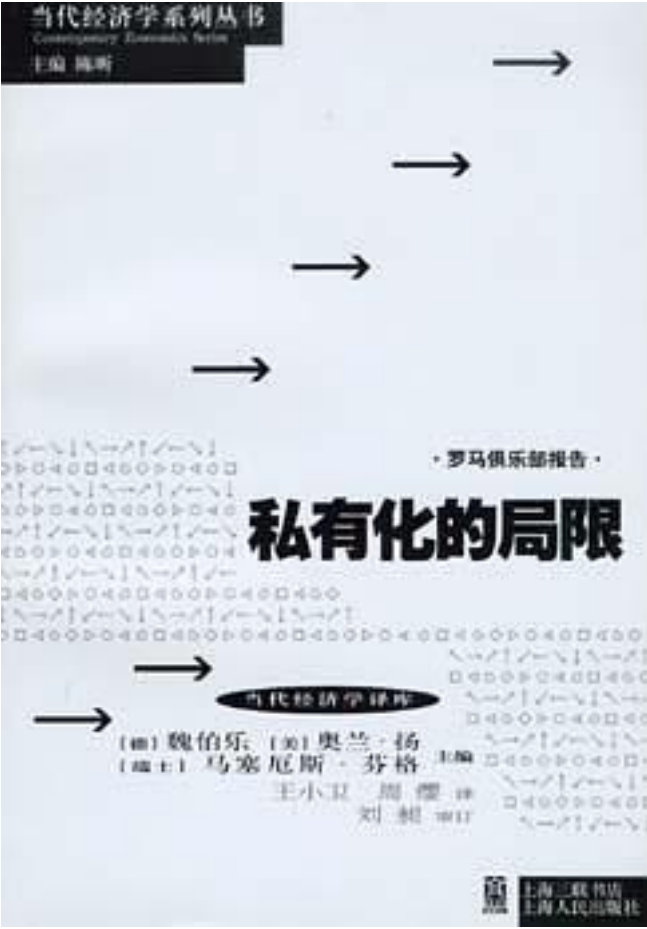 当代经济学系列丛书
Contemporary Economics Series
主编 陈昕
·罗马俱乐部报告·
私有化的局限
当代经济学译库
[德] 魏伯乐 [美] 奥兰·扬
[瑞士] 马塞厄斯·芬格 主编
王小卫 周缨 译
刘昶 审订
上海三联书店
上海人民出版社